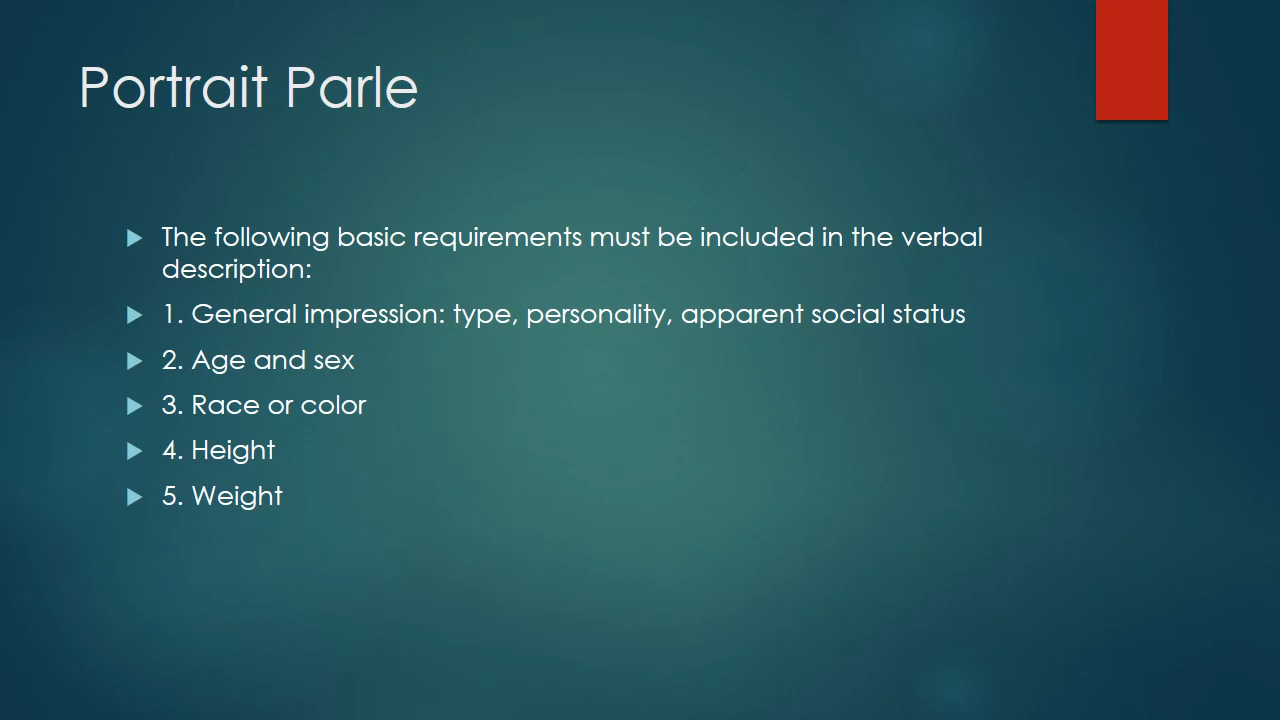 Portrait Parle
The following basic requirements must be included in the verbal
description:
1. General impression: type, personality, apparent social status
2. Age and sex
3. Race or color
4. Height
5. Weight